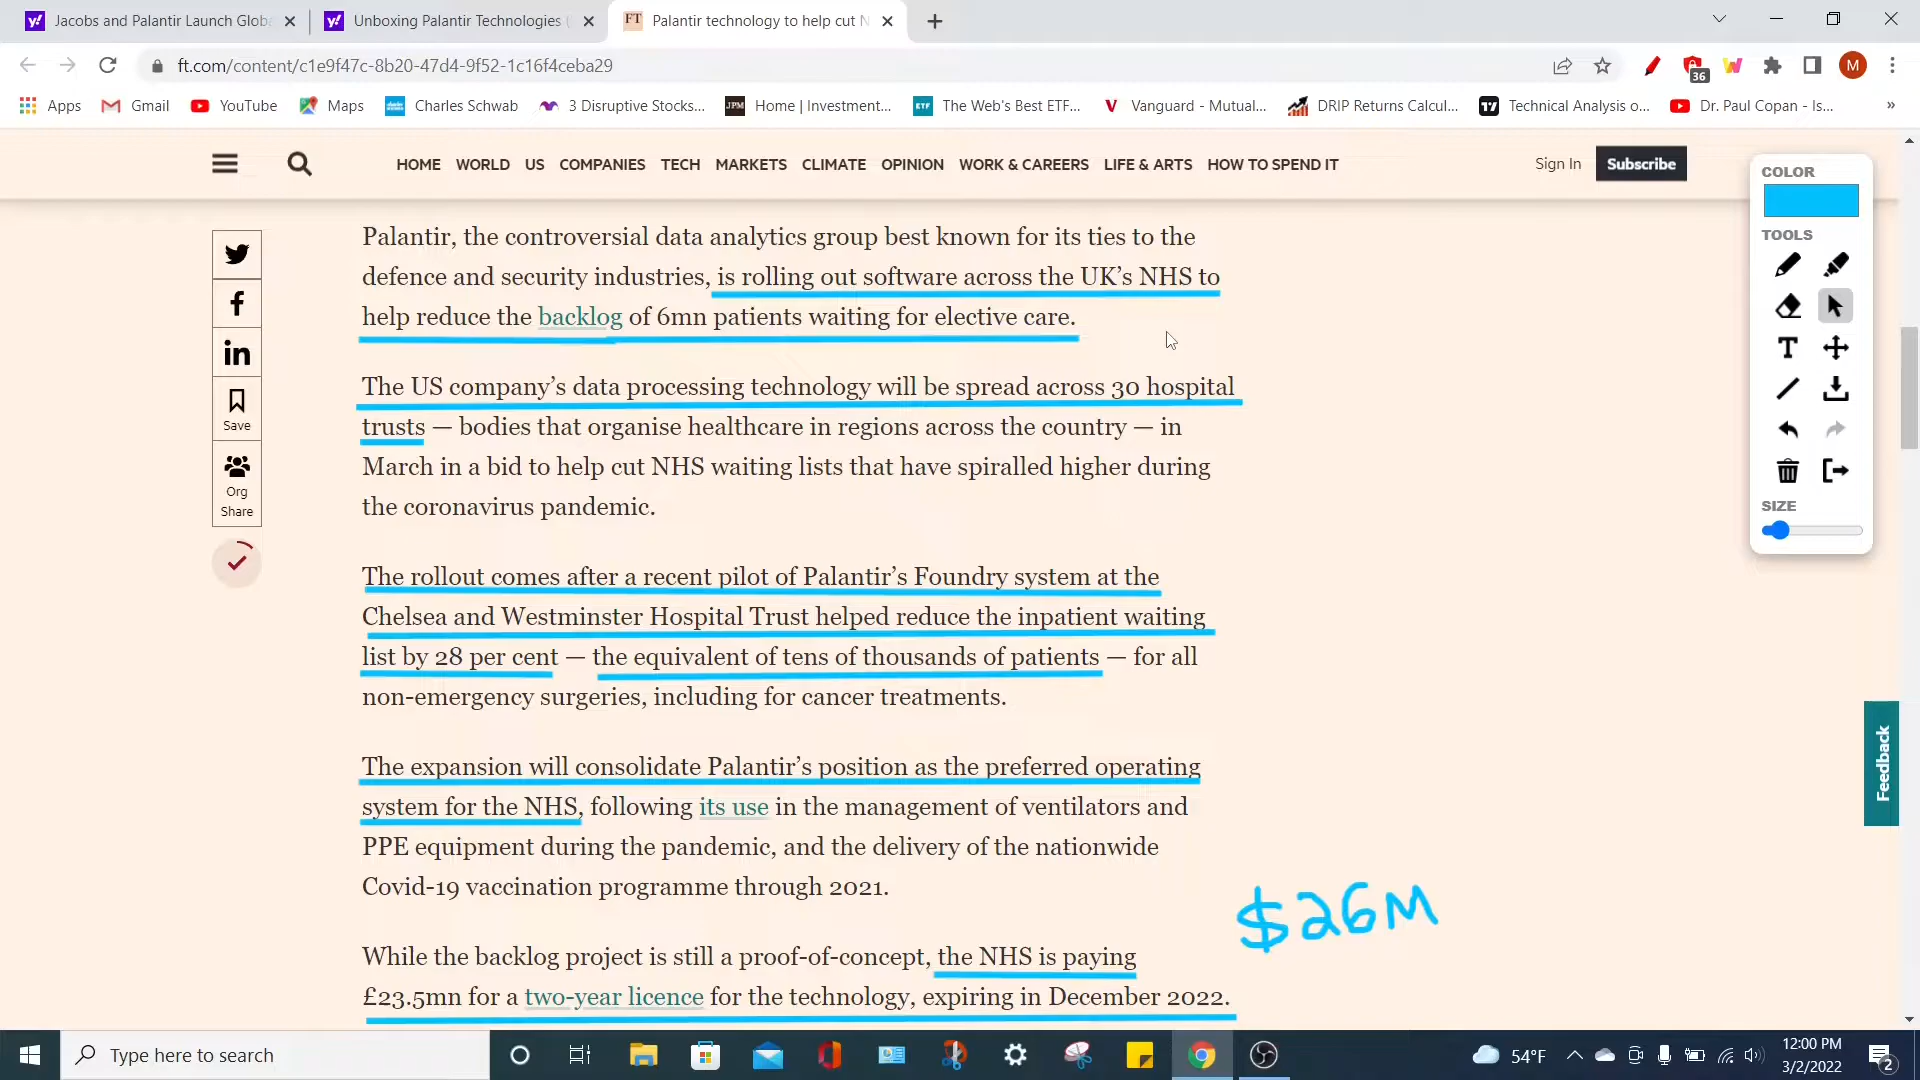 Jacobs and Palantir Launch Globa
Unboxing Palantir Technologies (
FT
Palantir technology to help cut N
ft.com/content/c1e9f47c-8b20-47d4-9f52-1c16f4ceba29
36
M
Apps
Gmail
YouTube
Maps
Charles Schwab
3 Disruptive Stocks...
JPM
Home | Investment...
ETF
The Web's Best ETF...
Vanguard - Mutual...
DRIP Returns Calcul...
Technical Analysis o...
Dr. Paul Copan - Is...
»
HOME WORLD US COMPANIES TECH MARKETS CLIMATE OPINION WORK & CAREERS LIFE & ARTS HOW TO SPEND IT
Sign In
Subscribe
COLOR
TOOLS
SIZE
Save
Org
Share
Palantir, the controversial data analytics group best known for its ties to the
defence and security industries, is rolling out software across the UK’s NHS to
help reduce the backlog of 6mn patients waiting for elective care.
The US company’s data processing technology will be spread across 30 hospital
trusts — bodies that organise healthcare in regions across the country — in
March in a bid to help cut NHS waiting lists that have spiralled higher during
the coronavirus pandemic.
The rollout comes after a recent pilot of Palantir’s Foundry system at the
Chelsea and Westminster Hospital Trust helped reduce the inpatient waiting
list by 28 per cent — the equivalent of tens of thousands of patients — for all
non-emergency surgeries, including for cancer treatments.
The expansion will consolidate Palantir’s position as the preferred operating
system for the NHS, following its use in the management of ventilators and
PPE equipment during the pandemic, and the delivery of the nationwide
Covid-19 vaccination programme through 2021.
$26M
While the backlog project is still a proof-of-concept, the NHS is paying
£23.5mn for a two-year licence for the technology, expiring in December 2022.
Feedback
Type here to search
54°F
12:00 PM
3/2/2022
2